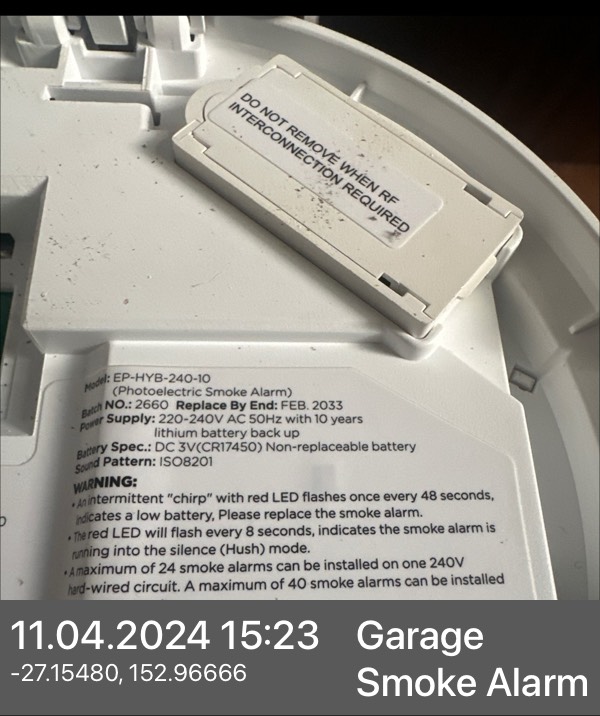 DO NOT REMOVE WHEN RF
INTERCONNECTION REQUIRED
Model: EP-HYB-240-10
(Photoelectric Smoke Alarm)
Batch NO.: 2660 Replace By End: FEB. 2033
Power Supply: 220-240V AC 50Hz with 10 years
lithium battery back up
Battery Spec.: DC 3V(CR17450) Non-replaceable battery
Sound Pattern: ISO8201
WARNING:
• An intermittent "chirp" with red LED flashes once every 48 seconds,
indicates a low battery, Please replace the smoke alarm.
• The red LED will flash every 8 seconds, indicates the smoke alarm is
running into the silence (Hush) mode.
• A maximum of 24 smoke alarms can be installed on one 240V
hard-wired circuit. A maximum of 40 smoke alarms can be installed
11.04.2024 15:23
-27.15480, 152.96666
Garage
Smoke Alarm